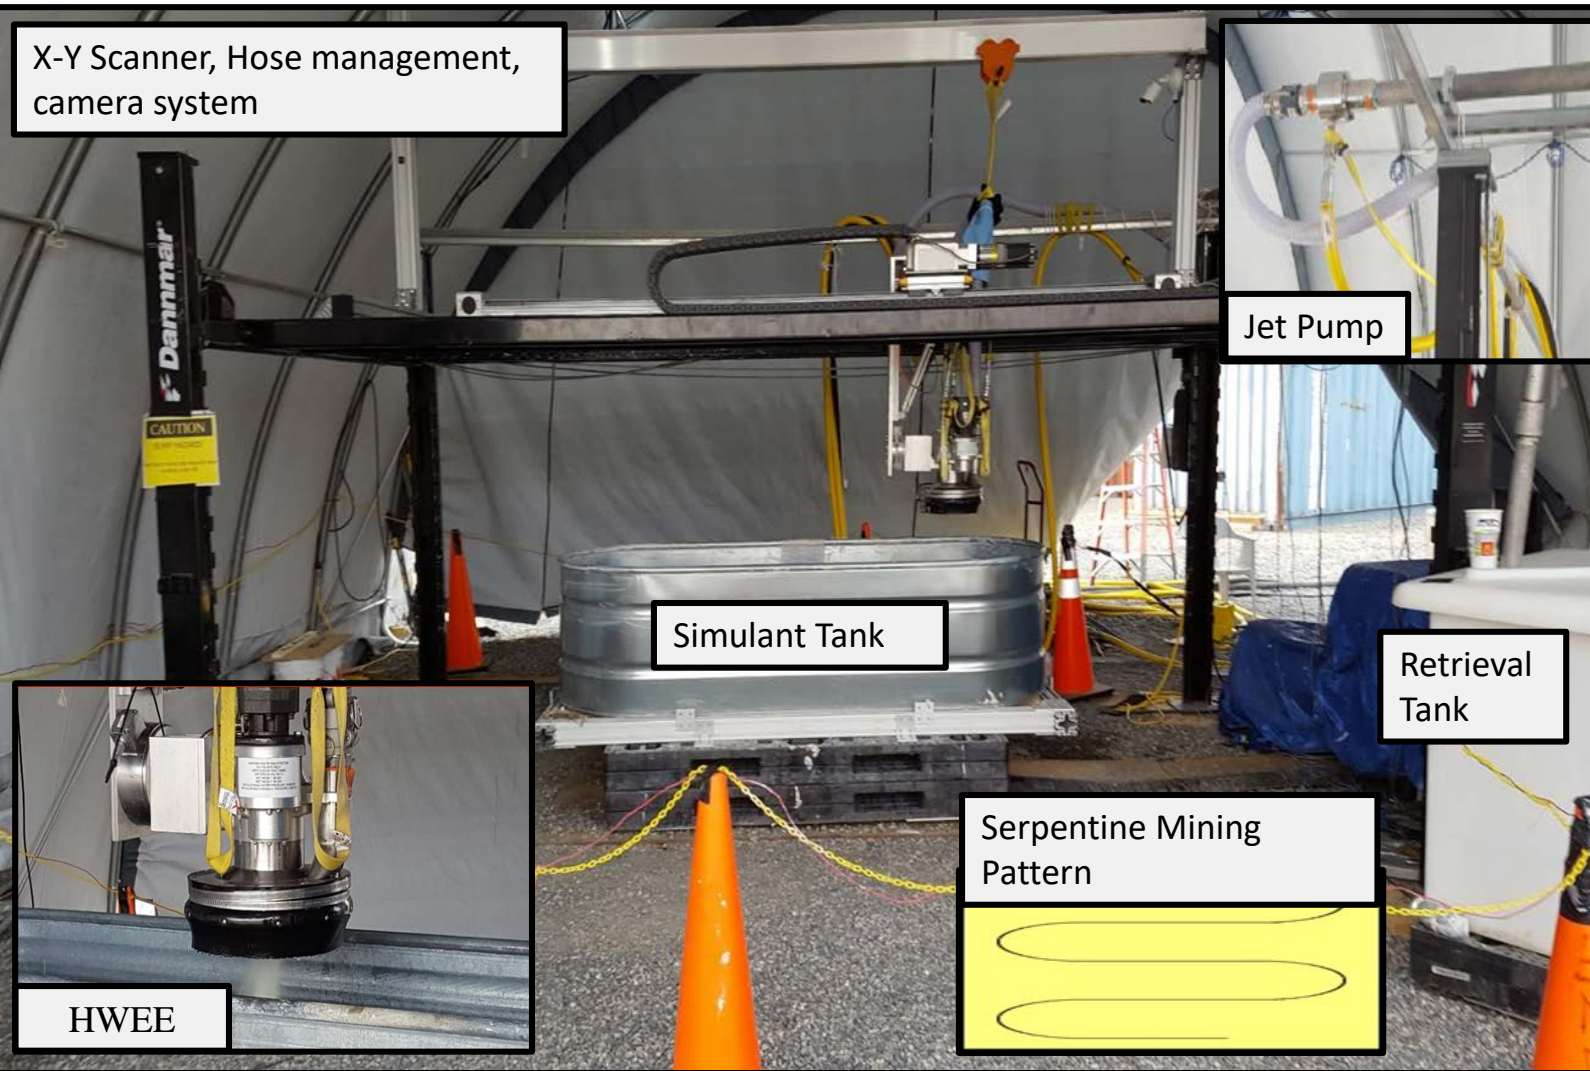 X-Y Scanner, Hose management,
camera system
Jet Pump
Dannmar
CAUTION
Simulant Tank
Retrieval
Tank
Serpentine Mining
Pattern
HWEE